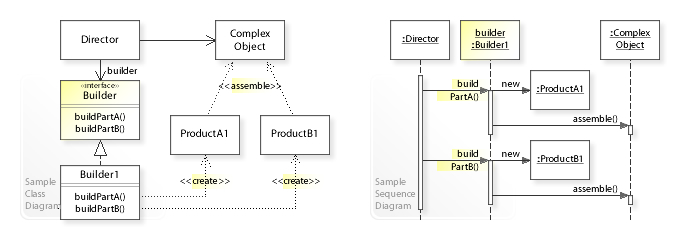 Director
Complex
Object
builder
<<assemble>>
«interface»
Builder
buildPartA()
buildPartB()
ProductA1
ProductB1
Builder1
buildPartA()
buildPartB()
<<create>>
<<create>>
Sample
Class
Diagram
:Director
builder
:Builder1
:Complex
Object
build
PartA()
new
:ProductA1
assemble()
build
PartB()
new
:ProductB1
assemble()
Sample
Sequence
Diagram